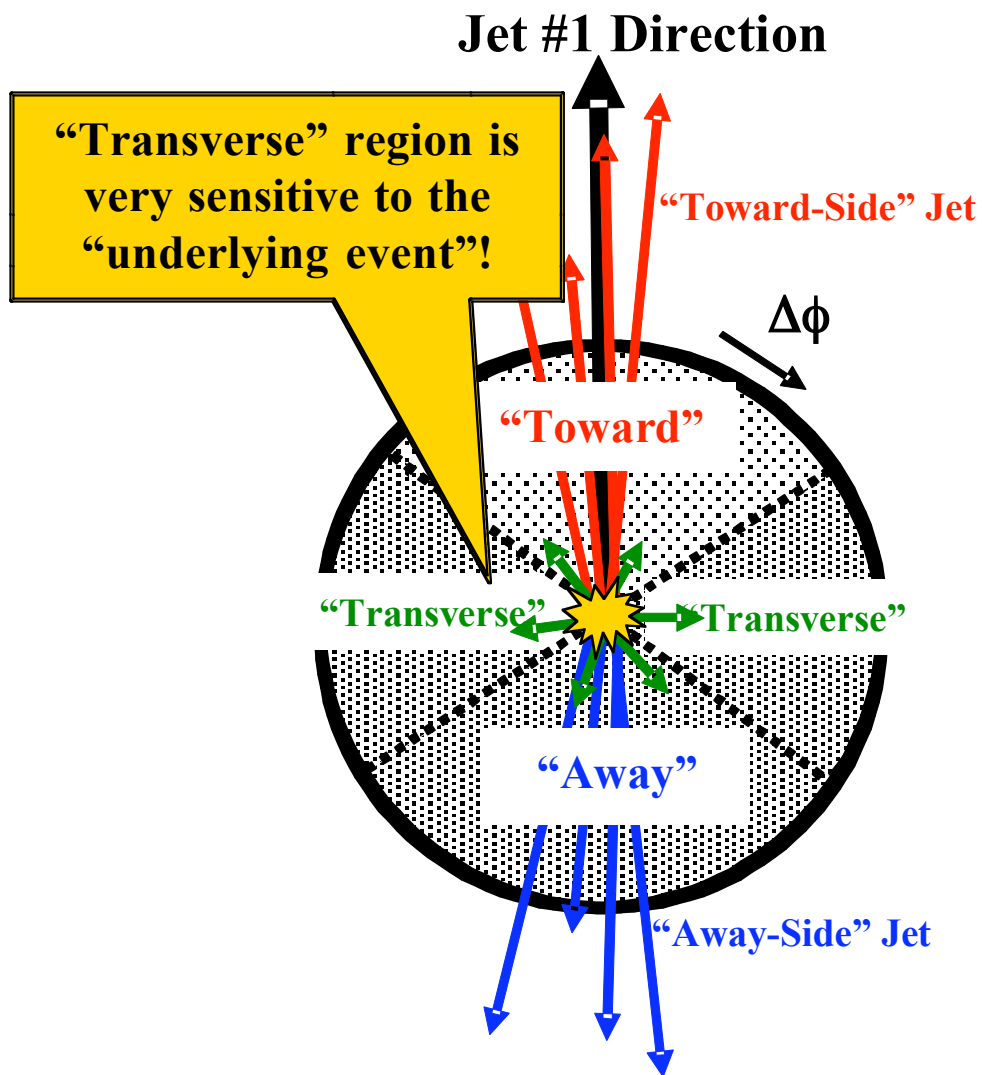 Jet #1 Direction
“Transverse” region is
very sensitive to the
“underlying event”!
“Toward-Side” Jet
Δϕ
“Toward”
“Transverse”
“Transverse”
“Away”
“Away-Side” Jet